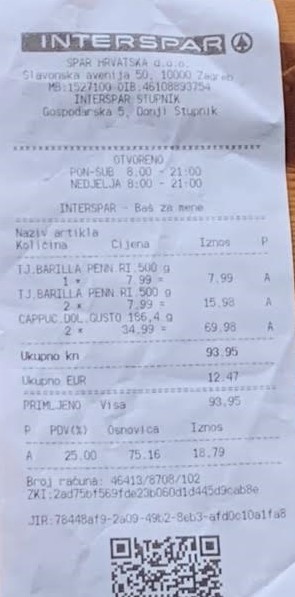 INTERSPAR
SPAR HRVATSKA d.o.o.
Slavonska avenija 50, 10000 Zagreb
MB:1527100 OIB:46108893754
INTERSPAR STUPNIK
Gospodarska 5, Donji Stupnik
OTVORENO
PON-SUB 8.00 - 21:00
NEDJELJA 8:00 - 21:00
INTERSPAR - Baš za mene
Naziv artikla
Količina Cijena Iznos P
TJ.BARILLA PENN.RI.500 g
1 * 7.99 = 7.99 A
TJ.BARILLA PENN.RI.500 g
2 * 7.99 = 15.98 A
CAPPUC.DOL.GUSTO 186,4 g
2 * 34.99 = 69.98 A
Ukupno kn 93.95
Ukupno EUR 12.47
PRIMLJENO Visa 93.95
P PDV(%) Osnovica Iznos
A 25.00 75.16 18.79
Broj računa: 46413/8708/102
ZKI:2ad75bf569fde23b060d1d445d9cab8e
JIR:78448af9-2a09-49b2-8eb3-afd0c10a1fa8